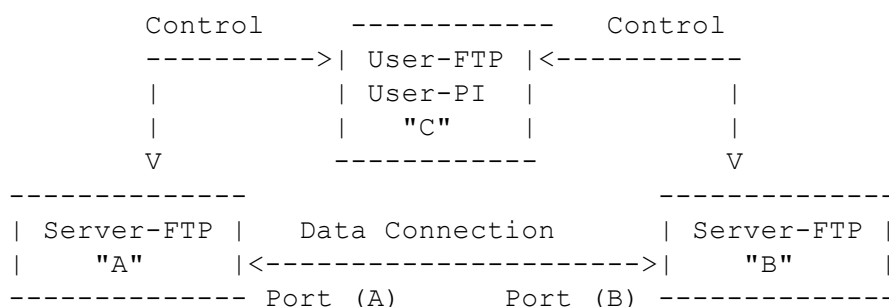 Control     ------------   Control
---------->| User-FTP |<-----------
|          | User-PI  |           |
|          |   "C"    |           |
V          ------------           V
--------------                        --------------
| Server-FTP |   Data Connection      | Server-FTP |
|    "A"     |<---------------------->|    "B"     |
-------------- Port (A)      Port (B) --------------